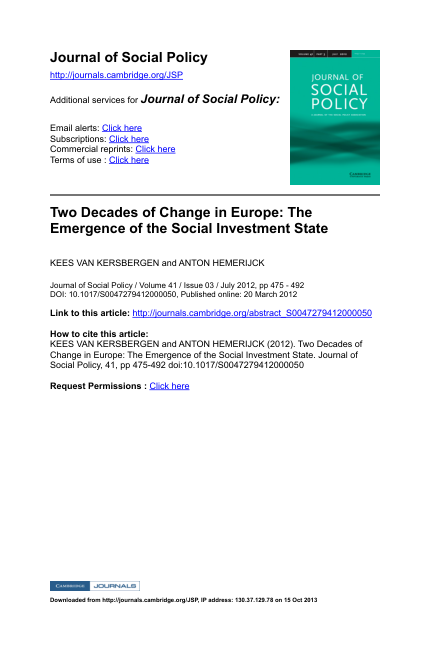 Journal of Social Policy
http://journals.cambridge.org/JSP
Additional services for Journal of Social Policy:
Email alerts: Click here
Subscriptions: Click here
Commercial reprints: Click here
Terms of use : Click here
JOURNAL OF
SOCIAL
POLICY
Two Decades of Change in Europe: The
Emergence of the Social Investment State
KEES VAN KERSBERGEN and ANTON HEMERIJCK
Journal of Social Policy / Volume 41 / Issue 03 / July 2012, pp 475 - 492
DOI: 10.1017/S0047279412000050, Published online: 20 March 2012
Link to this article: http://journals.cambridge.org/abstract_S0047279412000050
How to cite this article:
KEES VAN KERSBERGEN and ANTON HEMERIJCK (2012). Two Decades of
Change in Europe: The Emergence of the Social Investment State. Journal of
Social Policy, 41, pp 475-492 doi:10.1017/S0047279412000050
Request Permissions : Click here
CAMBRIDGE JOURNALS
Downloaded from http://journals.cambridge.org/JSP, IP address: 130.37.129.78 on 15 Oct 2013